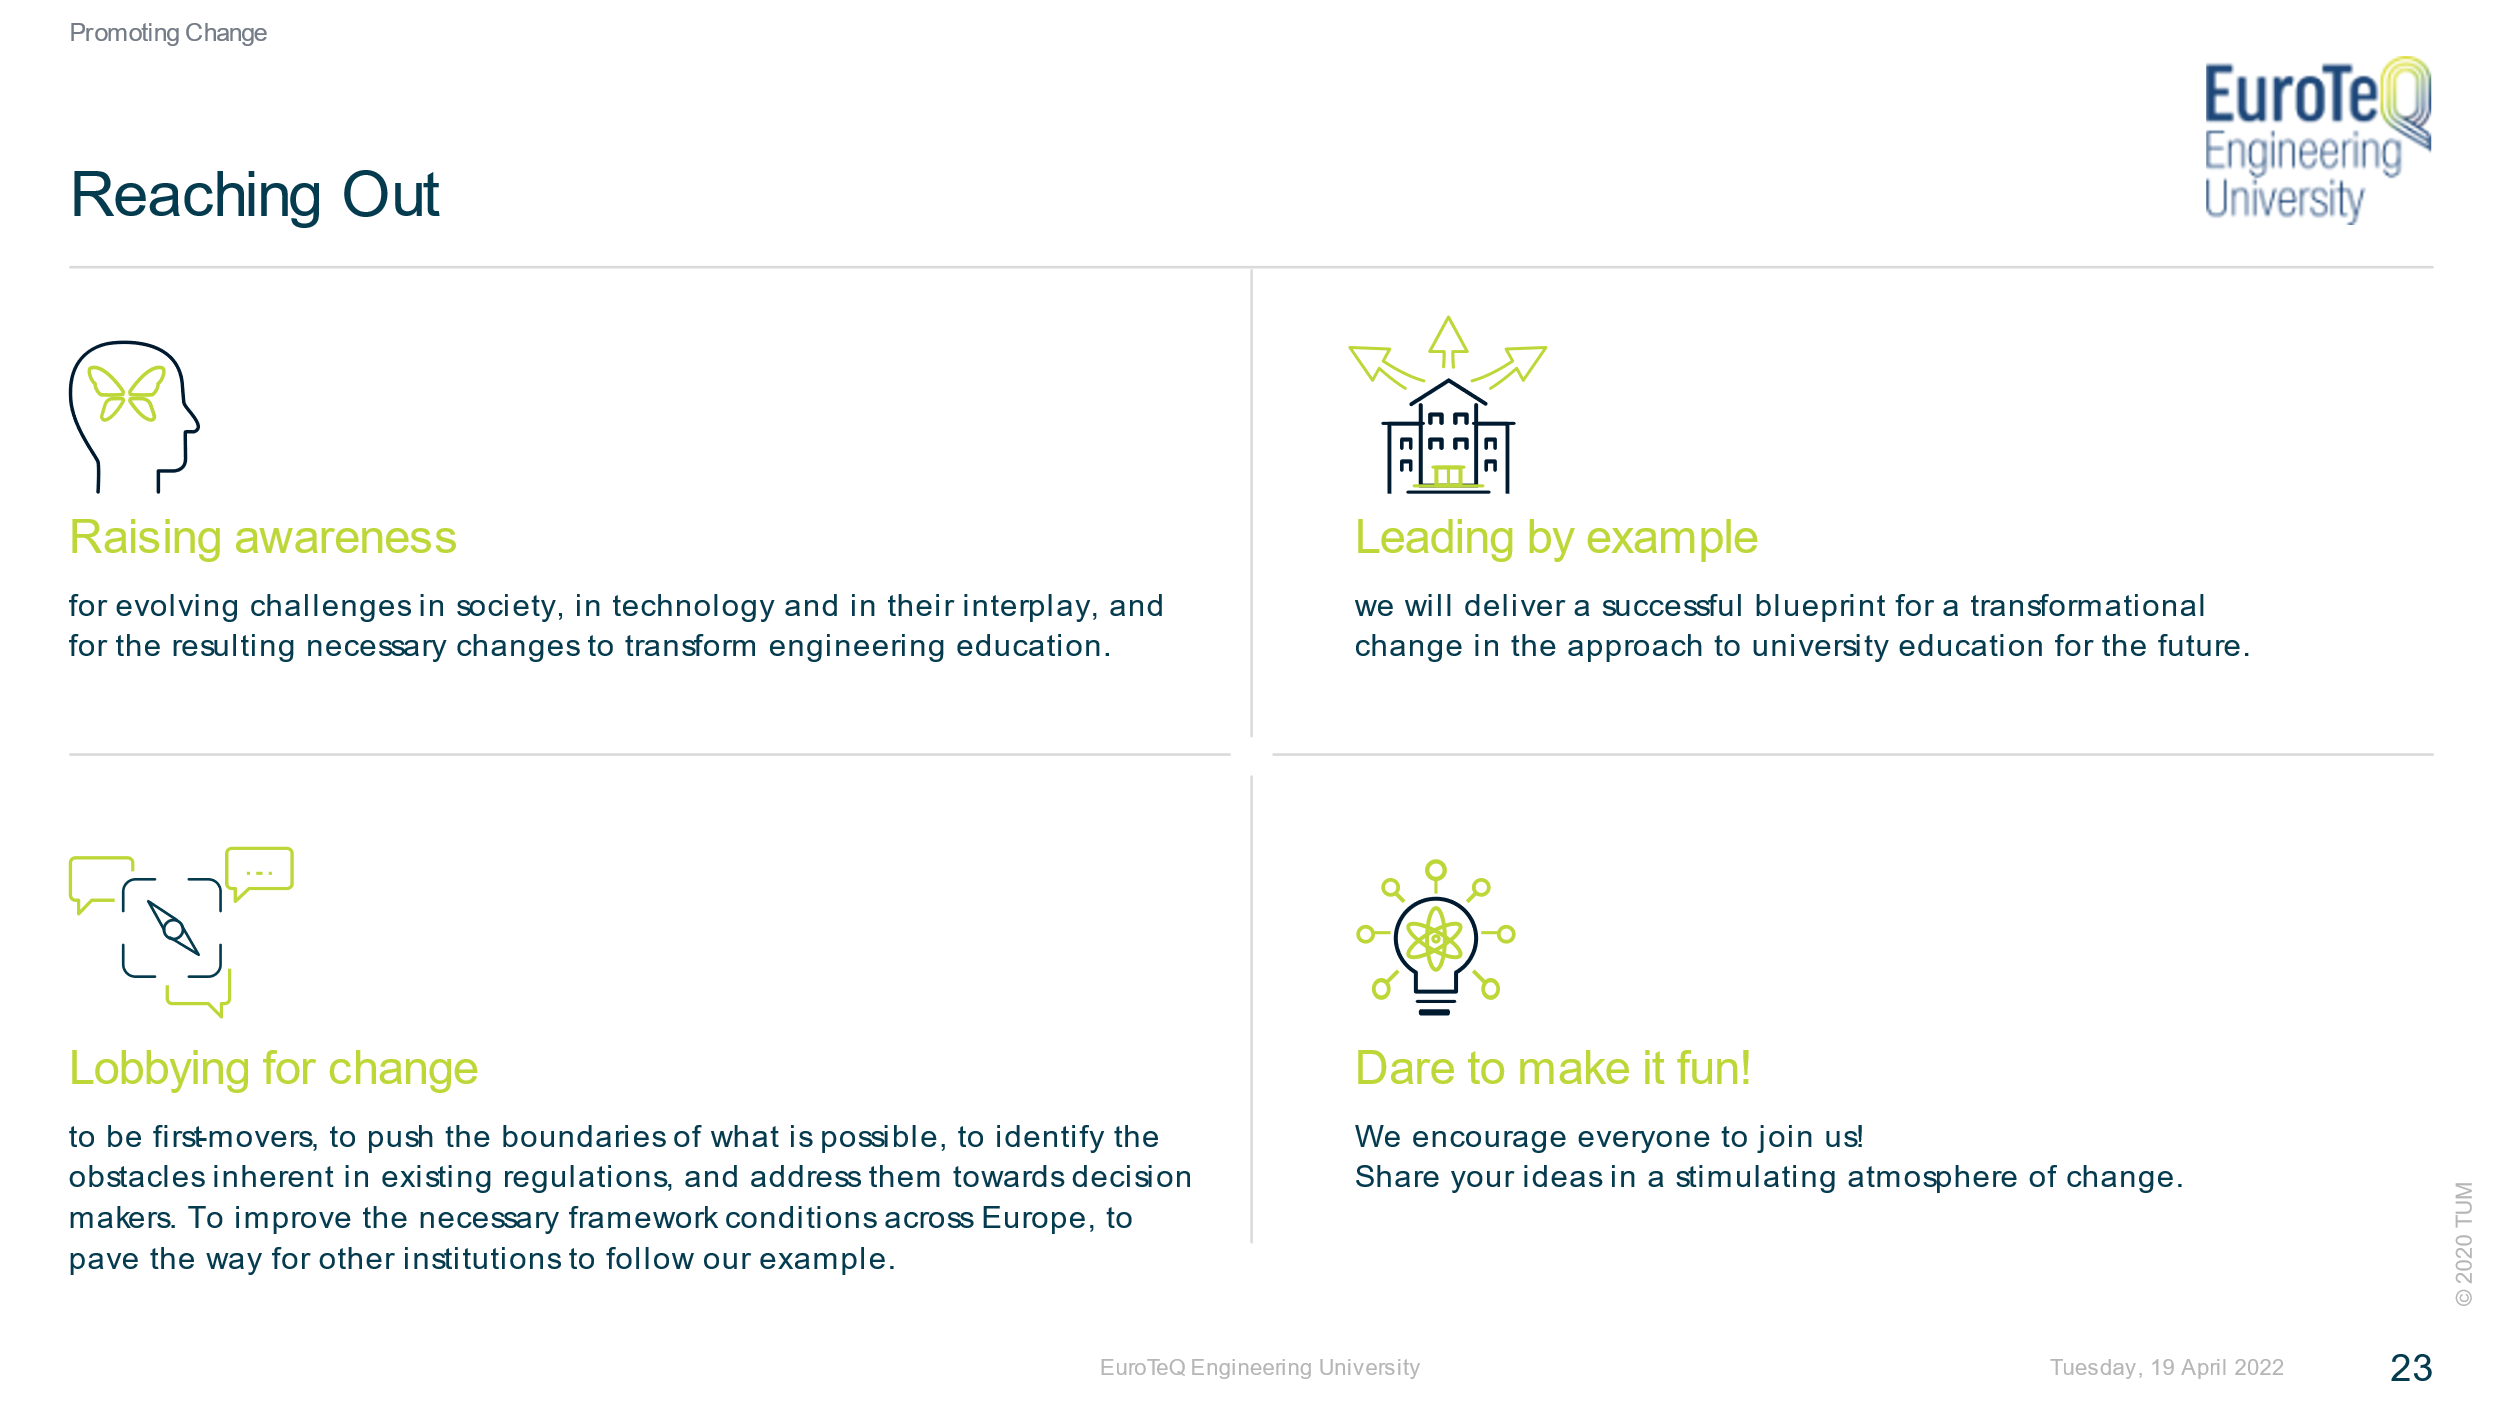 Promoting Change
EuroTeQ
Engineering
University
Reaching Out
Raising awareness
for evolving challenges in society, in technology and in their interplay, and
for the resulting necessary changes to transform engineering education.
Leading by example
we will deliver a successful blueprint for a transformational
change in the approach to university education for the future.
Lobbying for change
to be first-movers, to push the boundaries of what is possible, to identify the
obstacles inherent in existing regulations, and address them towards decision
makers. To improve the necessary framework conditions across Europe, to
pave the way for other institutions to follow our example.
Dare to make it fun!
We encourage everyone to join us!
Share your ideas in a stimulating atmosphere of change.
© 2020 TUM
EuroTeQ Engineering University
Tuesday, 19 April 2022
23